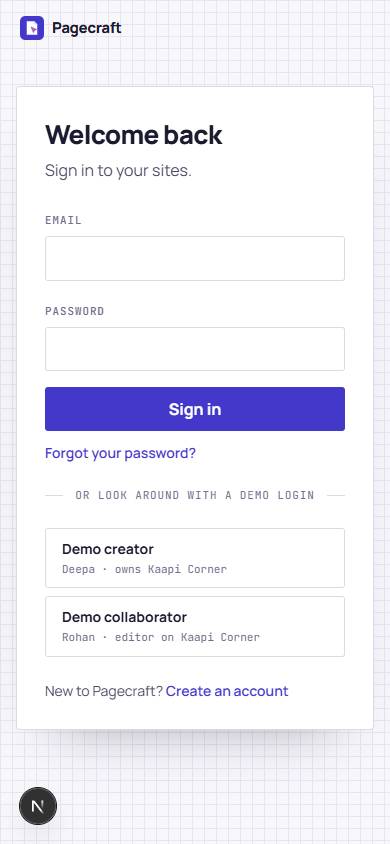 Pagecraft
Welcome back
Sign in to your sites.
EMAIL
PASSWORD
Sign in
Forgot your password?
OR LOOK AROUND WITH A DEMO LOGIN
Demo creator
Deepa · owns Kaapi Corner
Demo collaborator
Rohan · editor on Kaapi Corner
New to Pagecraft? Create an account
N